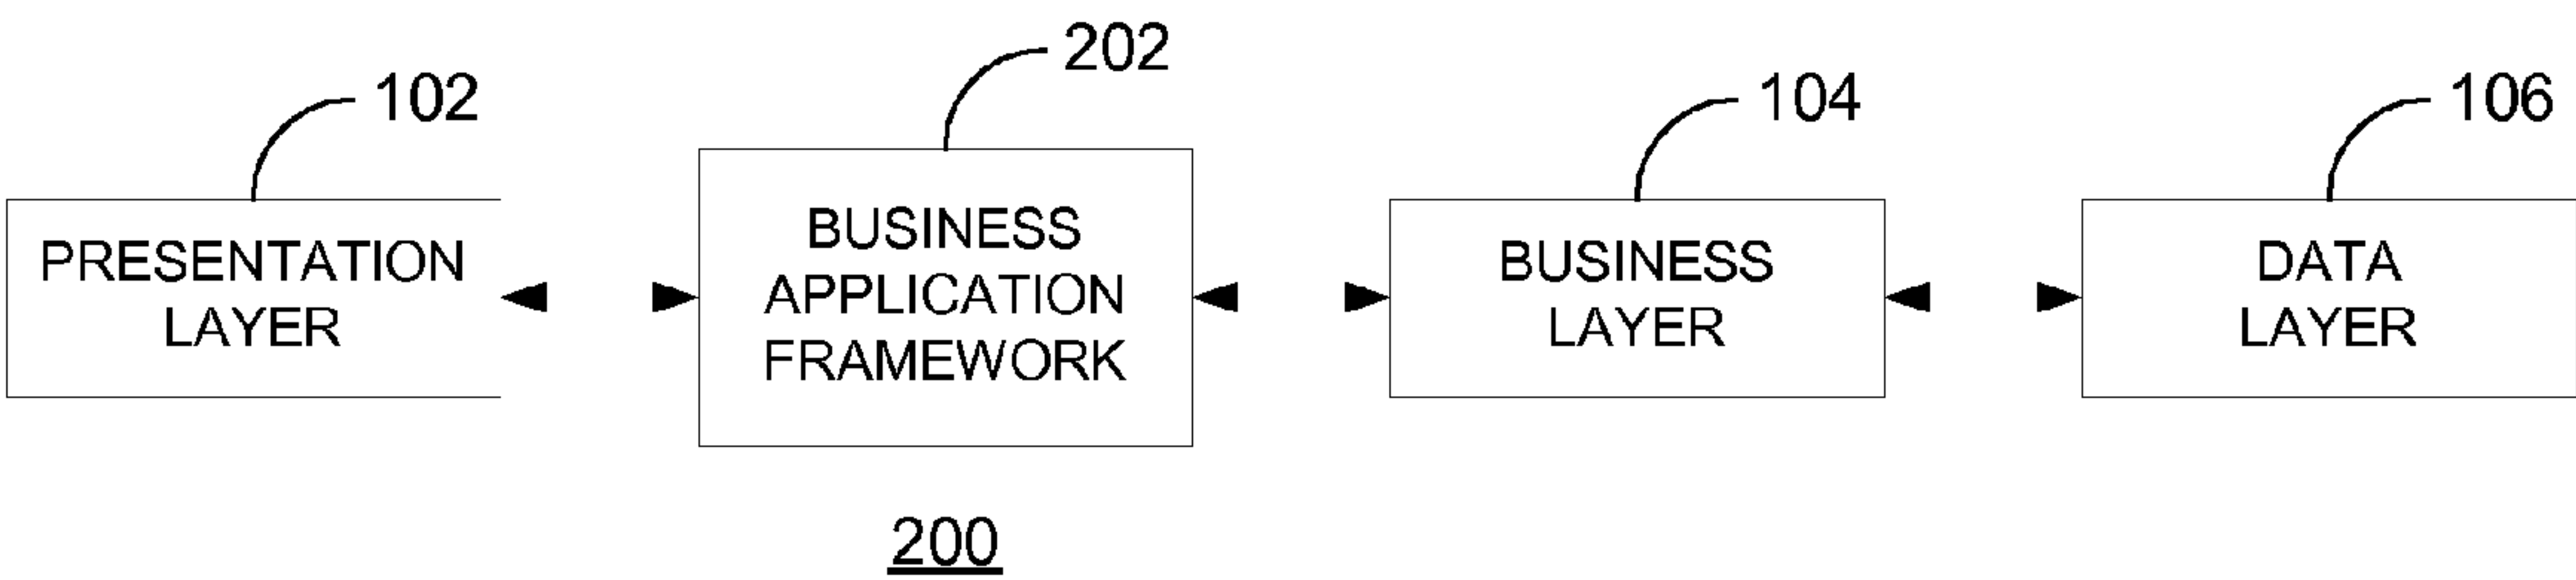 202
102
104
106
PRESENTATION
LAYER
BUSINESS
APPLICATION
FRAMEWORK
BUSINESS
LAYER
DATA
LAYER
200